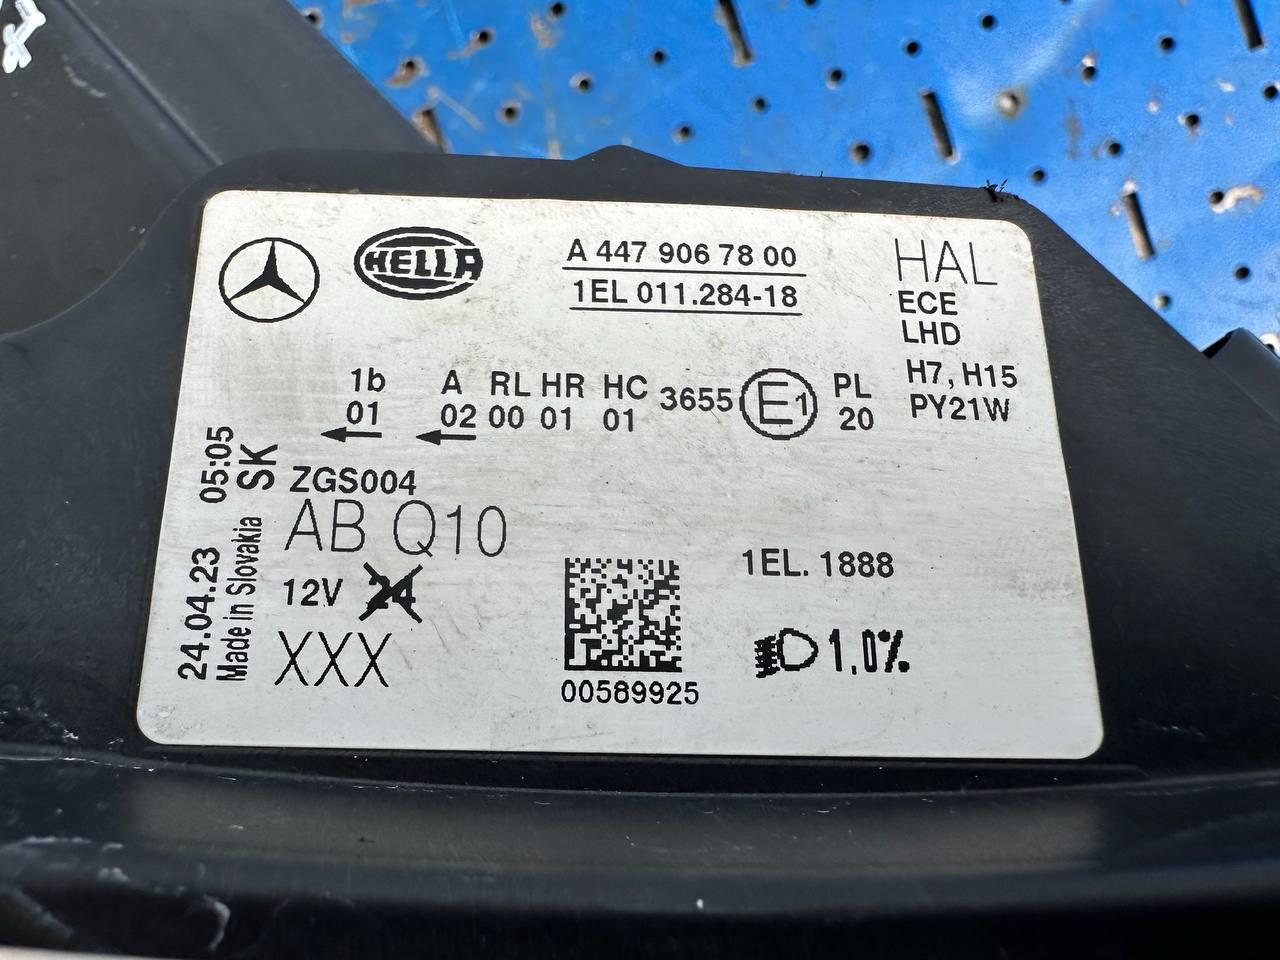 HELLA
A 447 906 78 00
1EL 011.284-18
HAL
ECE
LHD
H7, H15
PY21W
1b A RL HR HC 3655 E1 PL
01 02 00 01 01 20
ZGS004
AB Q10
12V 24
XXX
24.04.23 05:05
Made in Slovakia SK
00589925
1EL. 1888
1,0%